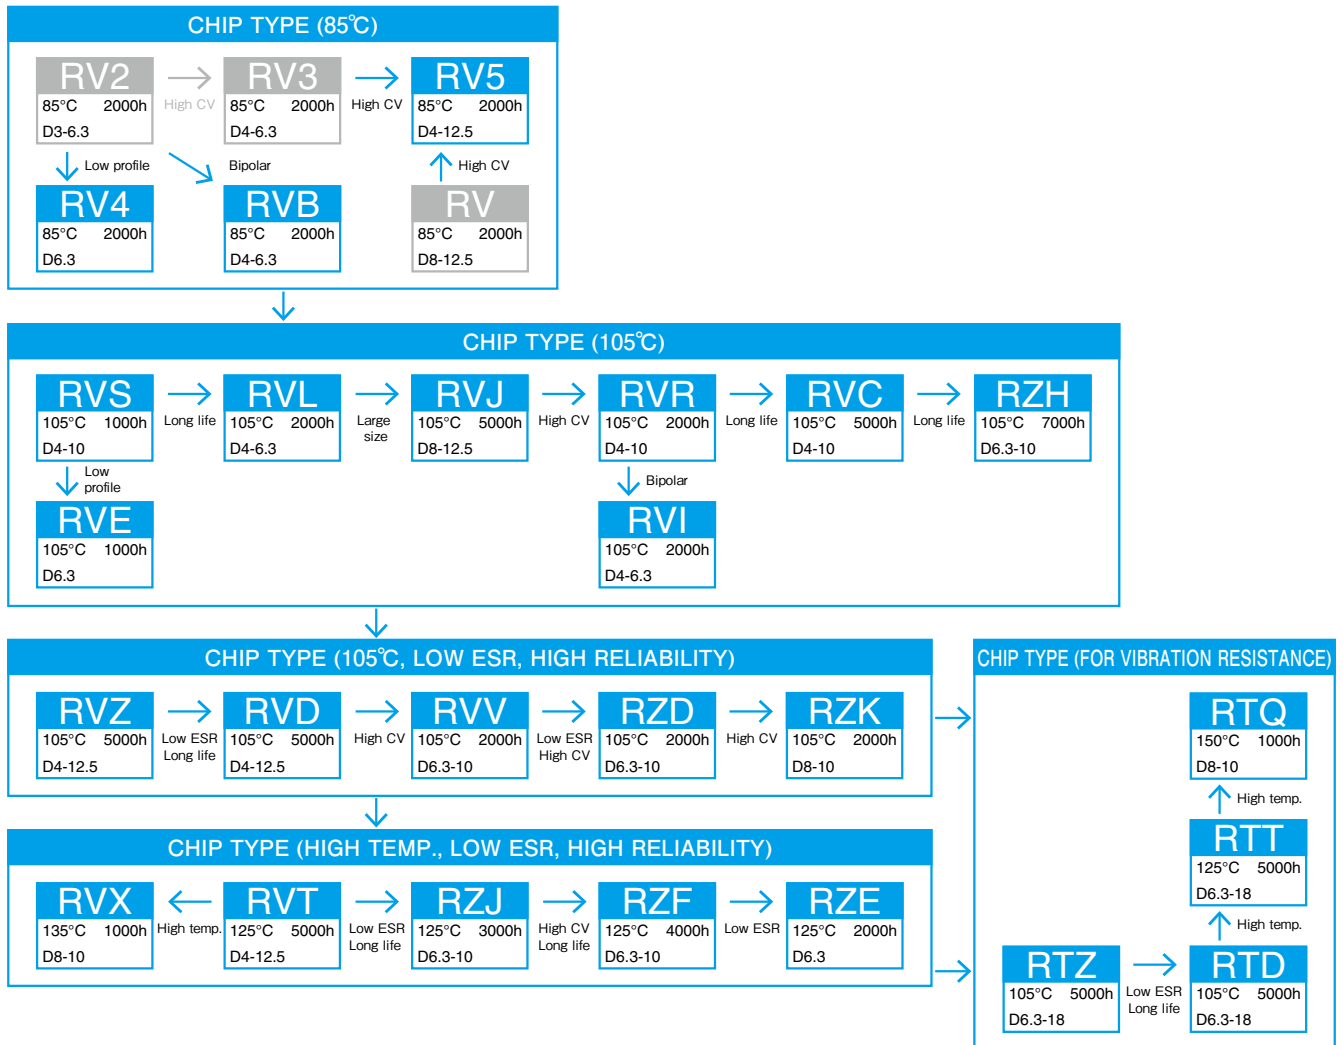 CHIP TYPE (85℃)
RV2
85°C 2000h
D3-6.3
High CV
RV3
85°C 2000h
D4-6.3
High CV
RV5
85°C 2000h
D4-12.5
Low profile
Bipolar
High CV
RV4
85°C 2000h
D6.3
RVB
85°C 2000h
D4-6.3
RV
85°C 2000h
D8-12.5
CHIP TYPE (105℃)
RVS
105°C 1000h
D4-10
Long life
RVL
105°C 2000h
D4-6.3
Large
size
RVJ
105°C 5000h
D8-12.5
High CV
RVR
105°C 2000h
D4-10
Long life
RVC
105°C 5000h
D4-10
Long life
RZH
105°C 7000h
D6.3-10
Low
profile
Bipolar
RVE
105°C 1000h
D6.3
RVI
105°C 2000h
D4-6.3
CHIP TYPE (105℃, LOW ESR, HIGH RELIABILITY)
RVZ
105°C 5000h
D4-12.5
Low ESR
Long life
RVD
105°C 5000h
D4-12.5
High CV
RVV
105°C 2000h
D6.3-10
Low ESR
High CV
RZD
105°C 2000h
D6.3-10
High CV
RZK
105°C 2000h
D8-10
CHIP TYPE (HIGH TEMP., LOW ESR, HIGH RELIABILITY)
RVX
135°C 1000h
D8-10
High temp.
RVT
125°C 5000h
D4-12.5
Low ESR
Long life
RZJ
125°C 3000h
D6.3-10
High CV
Long life
RZF
125°C 4000h
D6.3-10
Low ESR
RZE
125°C 2000h
D6.3
CHIP TYPE (FOR VIBRATION RESISTANCE)
RTQ
150°C 1000h
D8-10
High temp.
RTT
125°C 5000h
D6.3-18
High temp.
RTZ
105°C 5000h
D6.3-18
Low ESR
Long life
RTD
105°C 5000h
D6.3-18